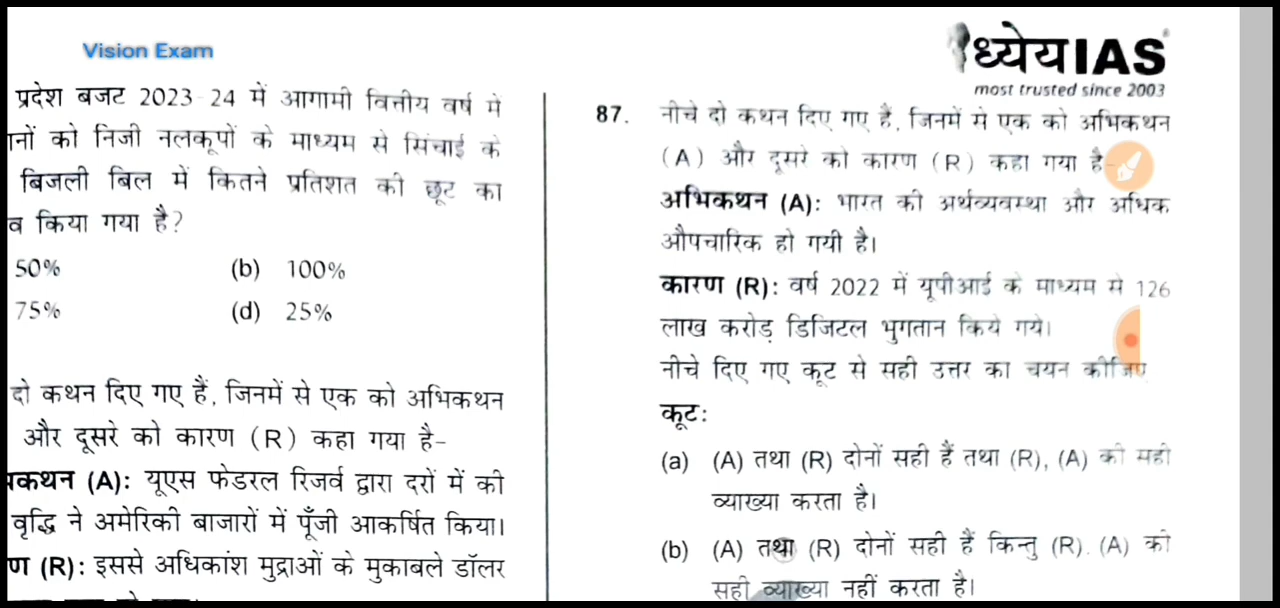 Vision Exam
ध्येय IAS
most trusted since 2003
प्रदेश बजट 2023-24 में आगामी वित्तीय वर्ष में
को निजी नलकूपों के माध्यम से सिंचाई के
बिजली बिल में कितने प्रतिशत की छूट का
किया गया है?
50% (b) 100%
75% (d) 25%
दो कथन दिए गए हैं, जिनमें से एक को अभिकथन
और दूसरे को कारण (R) कहा गया है-
(A): यूएस फेडरल रिजर्व द्वारा दरों में की
वृद्धि ने अमेरिकी बाजारों में पूँजी आकर्षित किया।
(R): इससे अधिकांश मुद्राओं के मुकाबले डॉलर
87. नीचे दो कथन दिए गए हैं, जिनमें से एक को अभिकथन
(A) और दूसरे को कारण (R) कहा गया है-
अभिकथन (A): भारत की अर्थव्यवस्था और अधिक
औपचारिक हो गयी है।
कारण (R): वर्ष 2022 में यूपीआई के माध्यम से 126
लाख करोड़ डिजिटल भुगतान किये गये।
नीचे दिए गए कूट से सही उत्तर का चयन कीजिए
कूट:
(a) (A) तथा (R) दोनों सही हैं तथा (R), (A) की सही
व्याख्या करता है।
(b) (A) तथा (R) दोनों सही हैं किन्तु (R). (A) की
सही व्याख्या नहीं करता है।